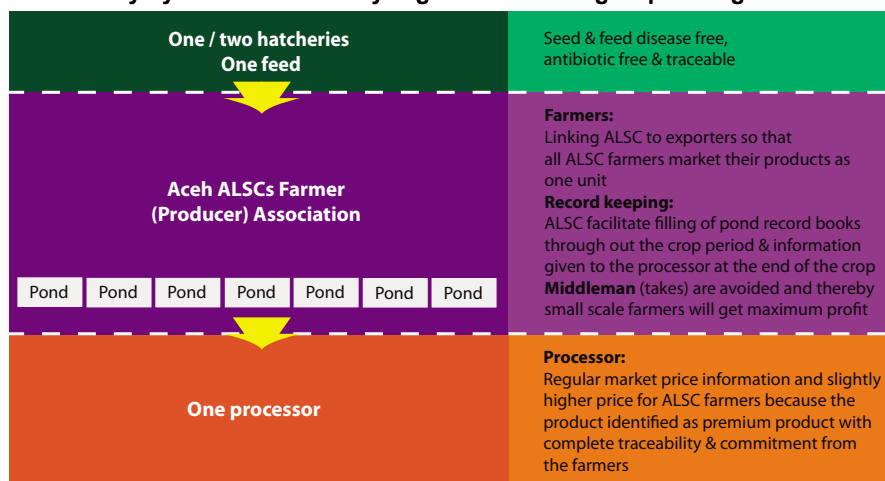 One / two hatcheries
One feed
Seed & feed disease free,
antibiotic free & traceable
Aceh ALSCs Farmer
(Producer) Association
Pond Pond Pond Pond Pond Pond Pond
Farmers:
Linking ALSC to exporters so that
all ALSC farmers market their products as
one unit
Record keeping:
ALSC facilitate filling of pond record books
through out the crop period & information
given to the processor at the end of the crop
Middleman (takes) are avoided and thereby
small scale farmers will get maximum profit
One processor
Processor:
Regular market price information and slightly
higher price for ALSC farmers because the
product identified as premium product with
complete traceability & commitment from
the farmers